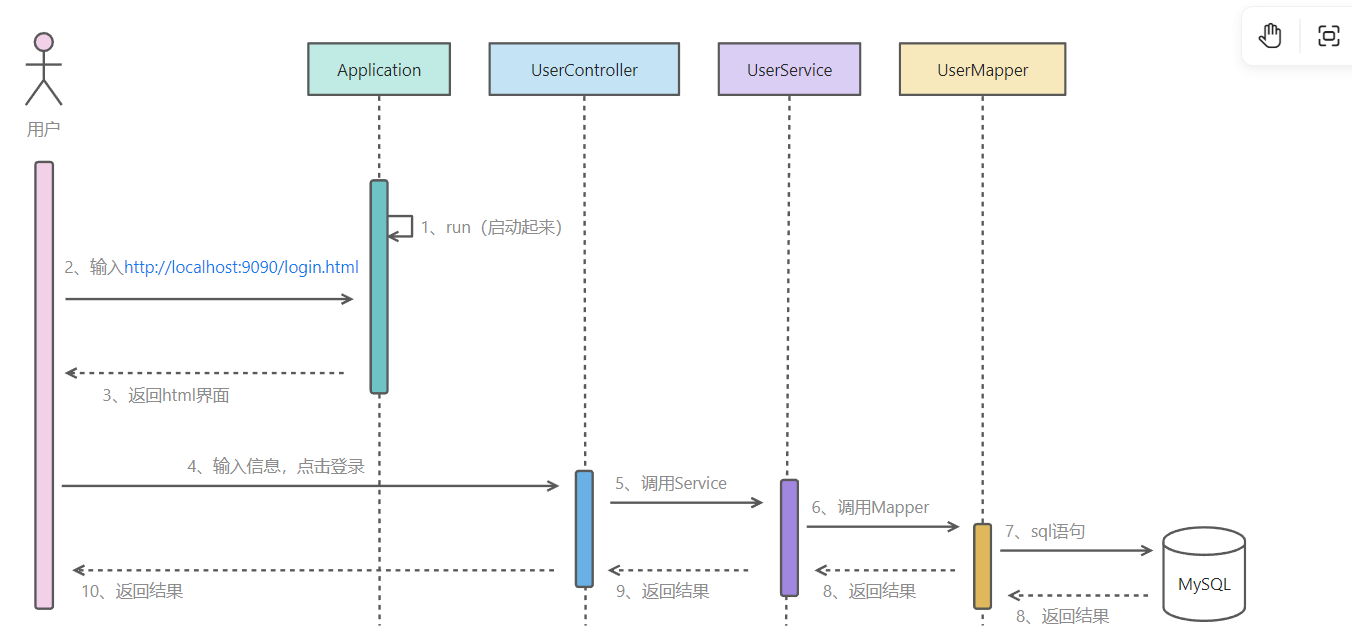 Application
UserController
UserService
UserMapper
用户
1、run（启动起来）
2、输入http://localhost:9090/login.html
3、返回html界面
4、输入信息，点击登录
5、调用Service
6、调用Mapper
7、sql语句
MySQL
8、返回结果
8、返回结果
9、返回结果
10、返回结果